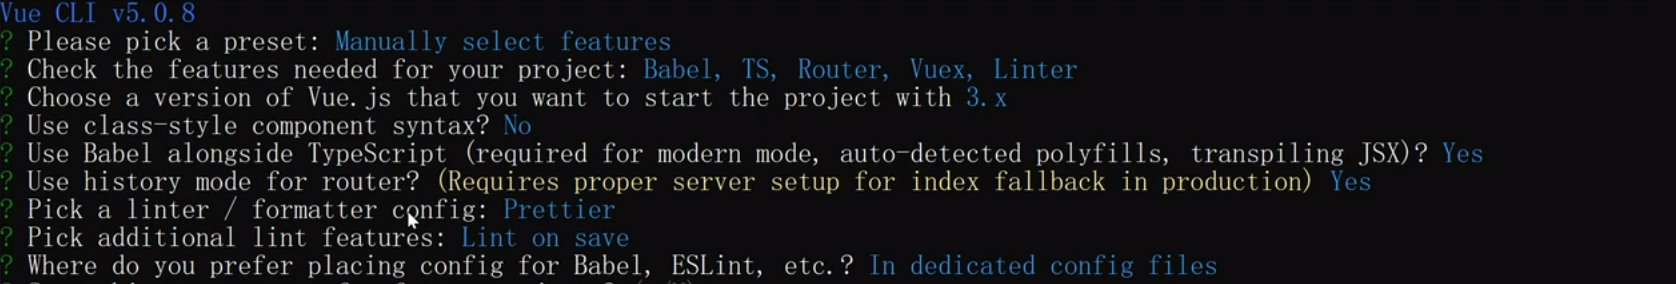 Vue CLI v5.0.8
? Please pick a preset: Manually select features
? Check the features needed for your project: Babel, TS, Router, Vuex, Linter
? Choose a version of Vue.js that you want to start the project with 3.x
? Use class-style component syntax? No
? Use Babel alongside TypeScript (required for modern mode, auto-detected polyfills, transpiling JSX)? Yes
? Use history mode for router? (Requires proper server setup for index fallback in production) Yes
? Pick a linter / formatter config: Prettier
? Pick additional lint features: Lint on save
? Where do you prefer placing config for Babel, ESLint, etc.? In dedicated config files